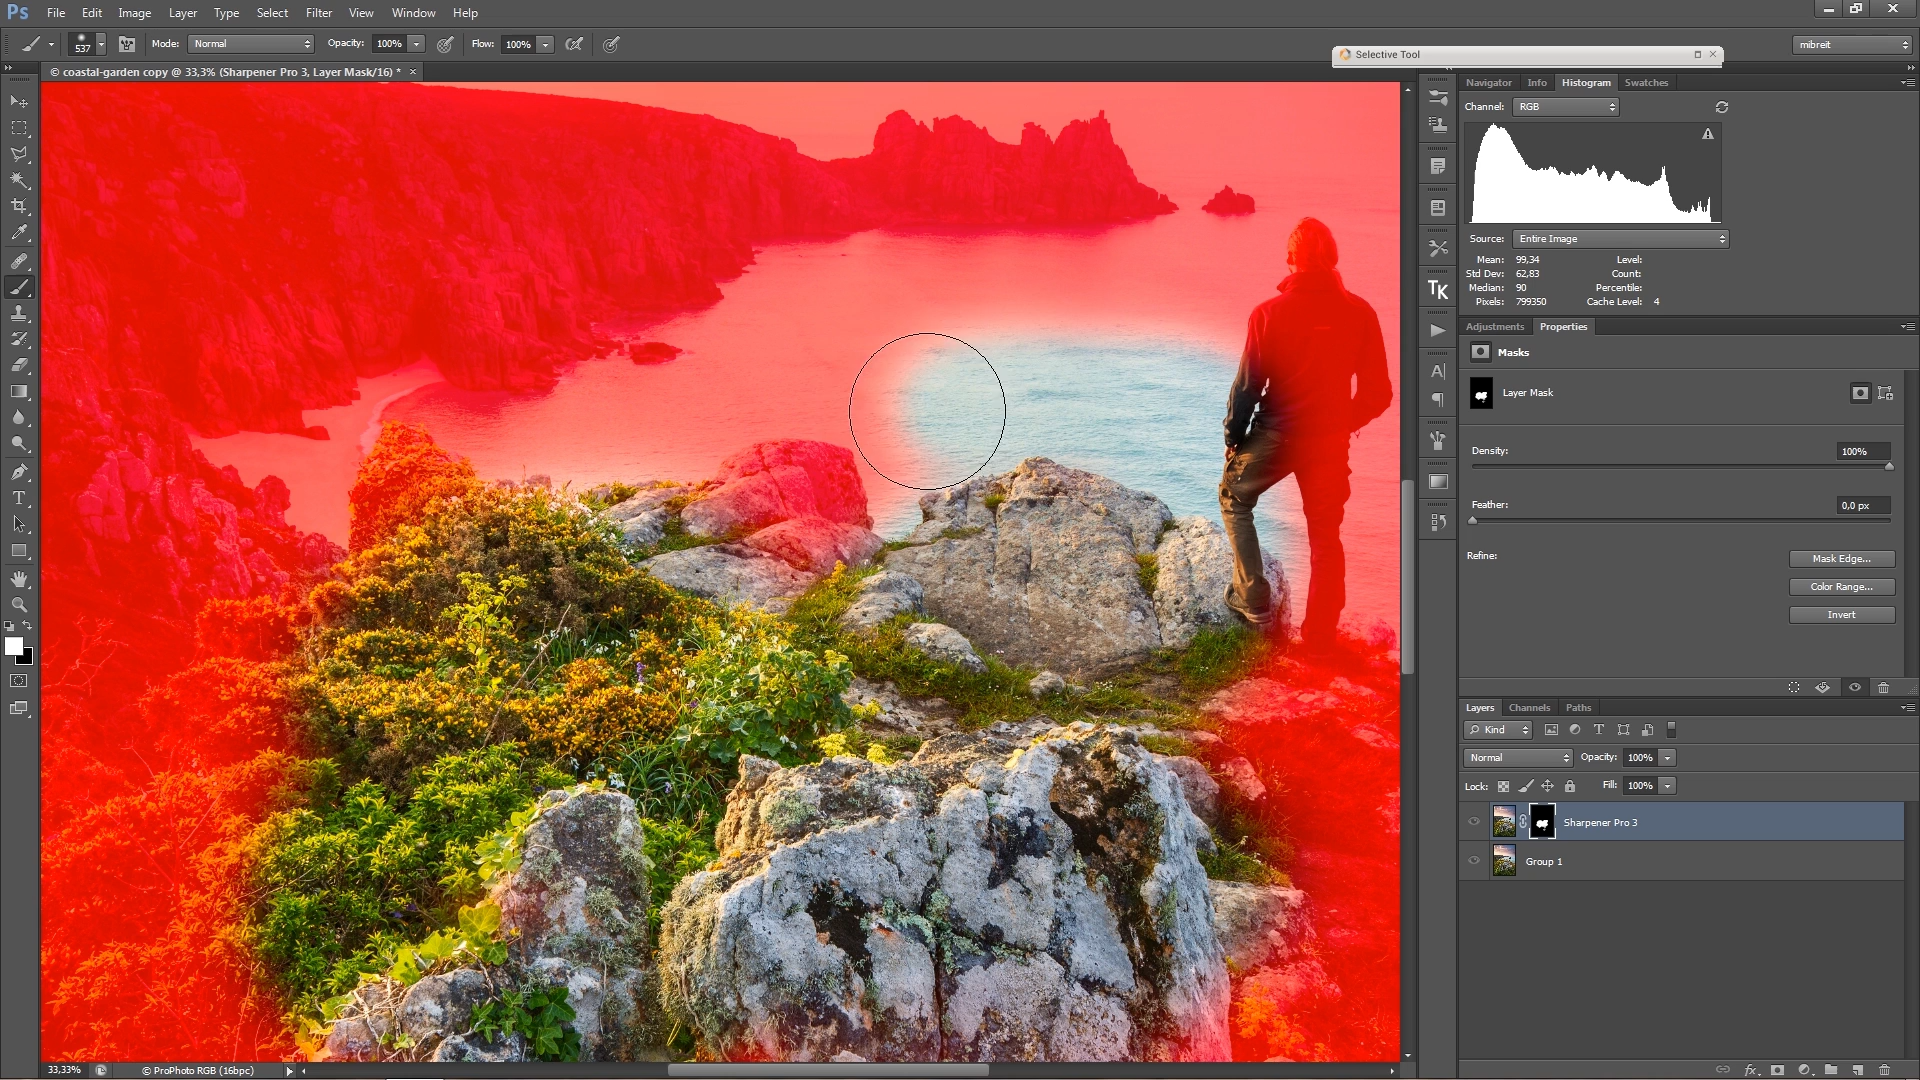 Ps File Edit Image Layer Type Select Filter View Window Help
537 Mode: Normal Opacity: 100% Flow: 100%
Selective Tool
mibreit
© coastal-garden copy @ 33,3% (Sharpener Pro 3, Layer Mask/16) * ×
Navigator Info Histogram Swatches
Channel: RGB
Source: Entire Image
Mean: 99,34 Level:
Std Dev: 62,83 Count:
Median: 90 Percentile:
Pixels: 799350 Cache Level: 4
TK
Adjustments Properties
Masks
Layer Mask
Density: 100%
Feather: 0,0 px
Refine: Mask Edge...
Color Range...
Invert
Layers Channels Paths
Kind
Normal Opacity: 100%
Lock: Fill: 100%
Sharpener Pro 3
Group 1
fx
33,33% © ProPhoto RGB (16bpc)